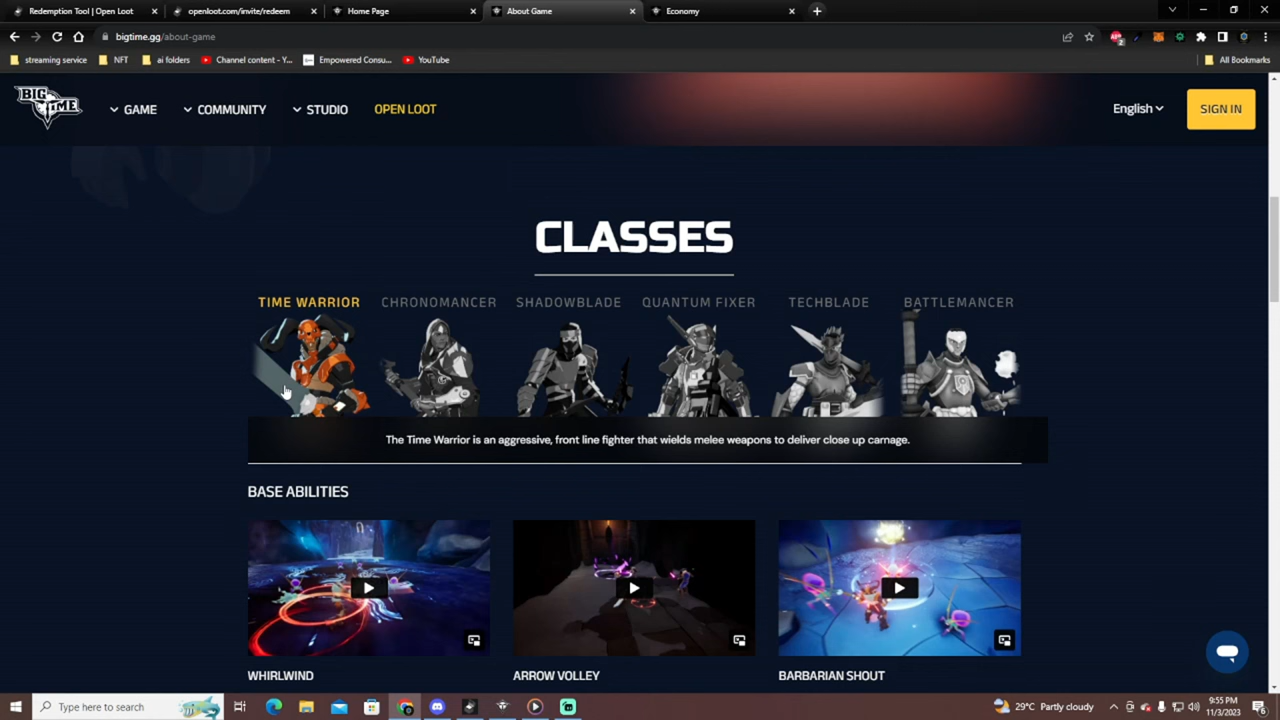 Redemption Tool | Open Loot
openloot.com/invite/redeem
Home Page
About Game
Economy
bigtime.gg/about-game
streaming service
NFT
ai folders
Channel content - Y...
Empowered Consu...
YouTube
All Bookmarks
BIG TIME
GAME
COMMUNITY
STUDIO
OPEN LOOT
English
SIGN IN
CLASSES
TIME WARRIOR
CHRONOMANCER
SHADOWBLADE
QUANTUM FIXER
TECHBLADE
BATTLEMANCER
The Time Warrior is an aggressive, front line fighter that wields melee weapons to deliver close up carnage.
BASE ABILITIES
WHIRLWIND
ARROW VOLLEY
BARBARIAN SHOUT
Type here to search
29°C Partly cloudy
9:55 PM
11/3/2023
6